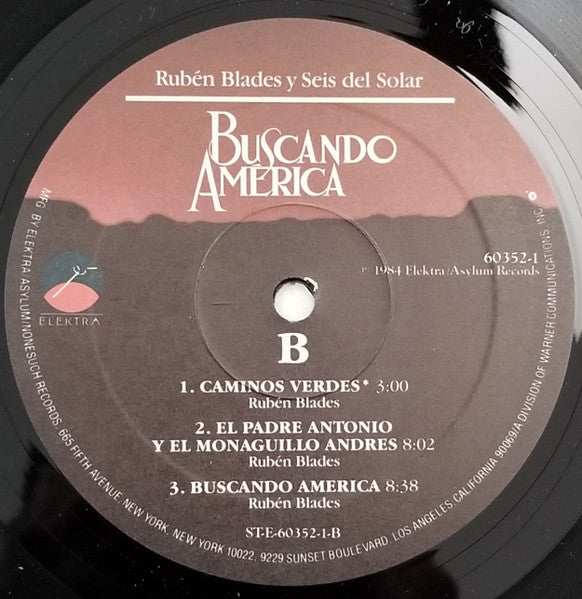 Rubén Blades y Seis del Solar
BUSCANDO
AMERICA
60352-1
℗ 1984 Elektra/Asylum Records
ELEKTRA
B
1. CAMINOS VERDES* 3:00
Rubén Blades
2. EL PADRE ANTONIO
Y EL MONAGUILLO ANDRES 8:02
Rubén Blades
3. BUSCANDO AMERICA 8:38
Rubén Blades
ST-E-60352-1-B
MFG. BY ELEKTRA/ASYLUM/NONESUCH RECORDS, 665 FIFTH AVENUE, NEW YORK, NEW YORK 10022, 9229 SUNSET BOULEVARD, LOS ANGELES, CALIFORNIA 90069/A DIVISION OF WARNER COMMUNICATIONS INC.